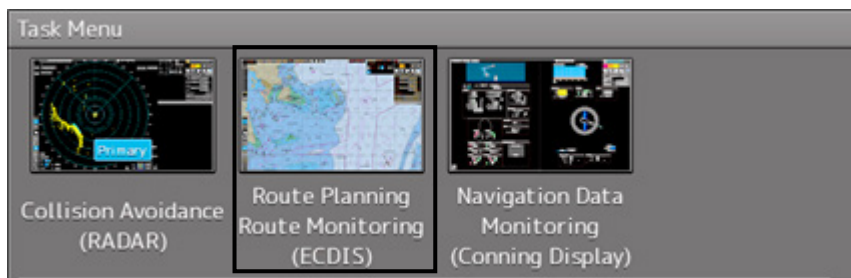 Task Menu
Primary
Collision Avoidance
(RADAR)
Route Planning
Route Monitoring
(ECDIS)
Navigation Data
Monitoring
(Conning Display)